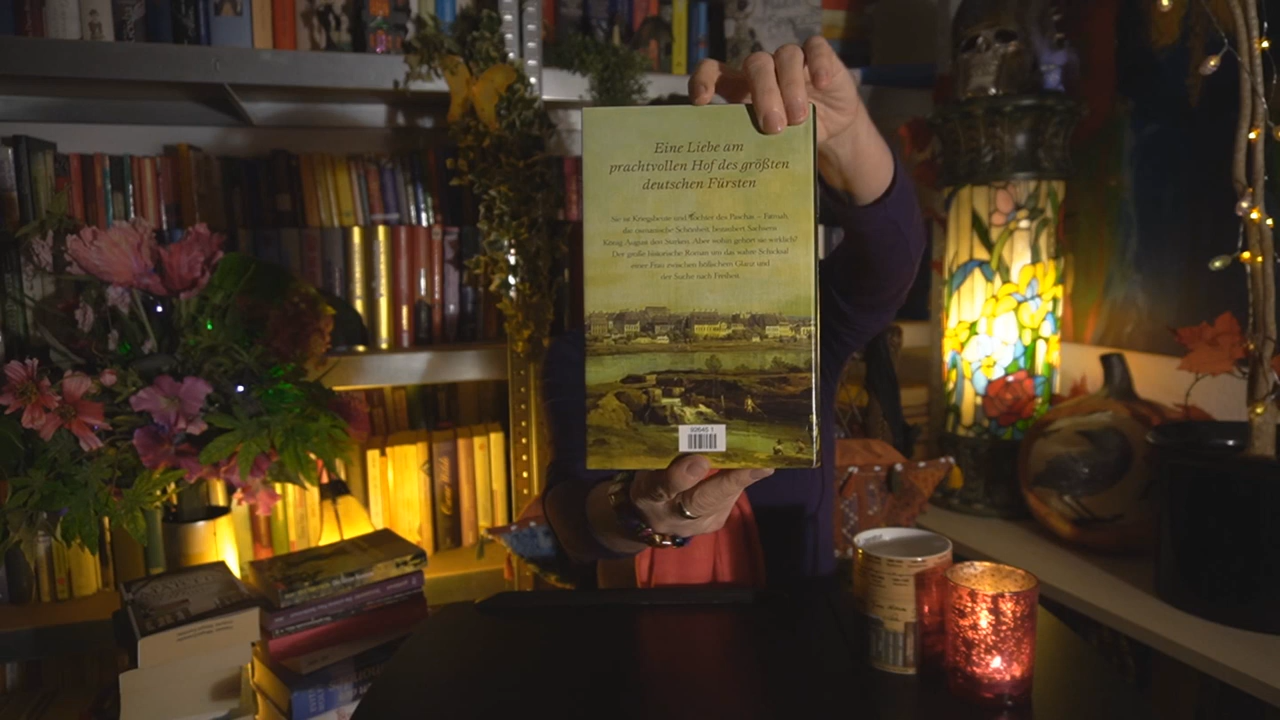 Eine Liebe am
prachtvollen Hof des größten
deutschen Fürsten
Sie ist Kriegsbeute und Tochter des Paschas – Fatmah,
die osmanische Schönheit bezaubert Sachsens
König August den Starken. Aber wohin gehört sie wirklich?
Der große historische Roman um das wahre Schicksal
einer Frau zwischen höfischem Glanz und
der Suche nach Freiheit.
92645 1